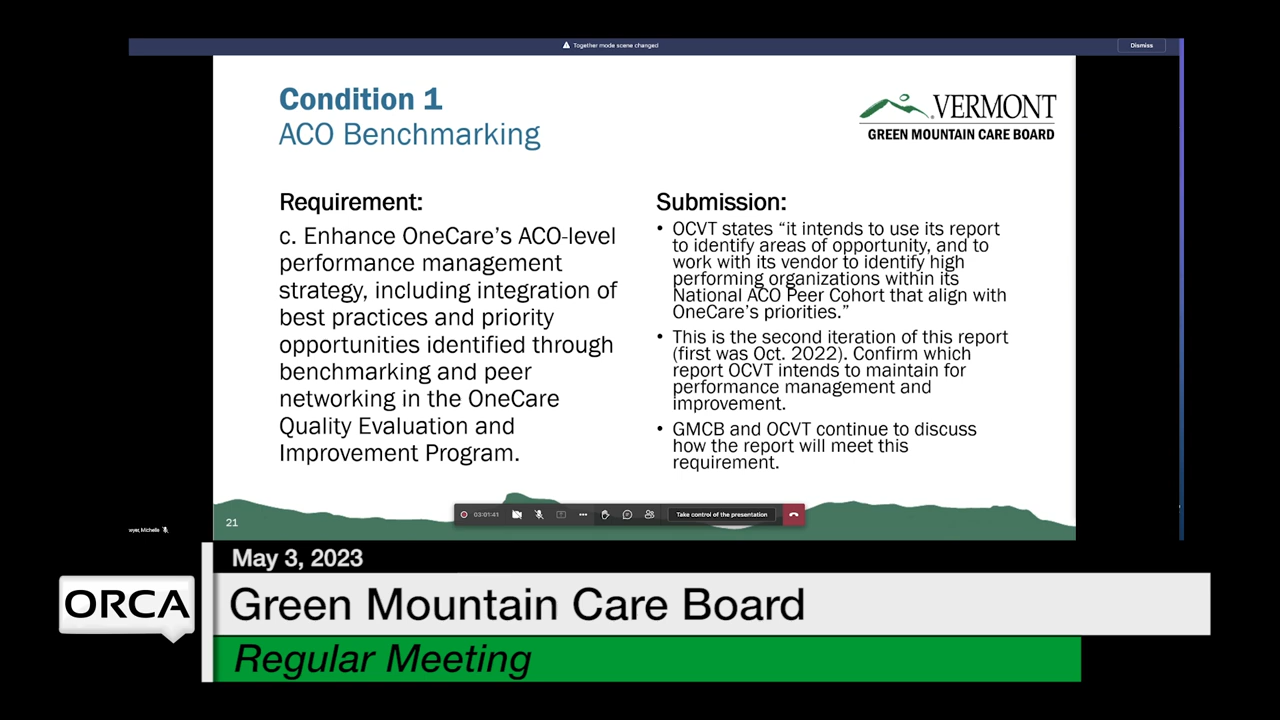 Together mode scene changed
Dismiss
Condition 1
ACO Benchmarking
VERMONT
GREEN MOUNTAIN CARE BOARD
Requirement:
c. Enhance OneCare’s ACO-level
performance management
strategy, including integration of
best practices and priority
opportunities identified through
benchmarking and peer
networking in the OneCare
Quality Evaluation and
Improvement Program.
Submission:
• OCVT states “it intends to use its report
to identify areas of opportunity, and to
work with its vendor to identify high
performing organizations within its
National ACO Peer Cohort that align with
OneCare’s priorities.”
• This is the second iteration of this report
(first was Oct. 2022). Confirm which
report OCVT intends to maintain for
performance management and
improvement.
• GMCB and OCVT continue to discuss
how the report will meet this
requirement.
21
03:01:41
Take control of the presentation
Michelle
May 3, 2023
ORCA
Green Mountain Care Board
Regular Meeting